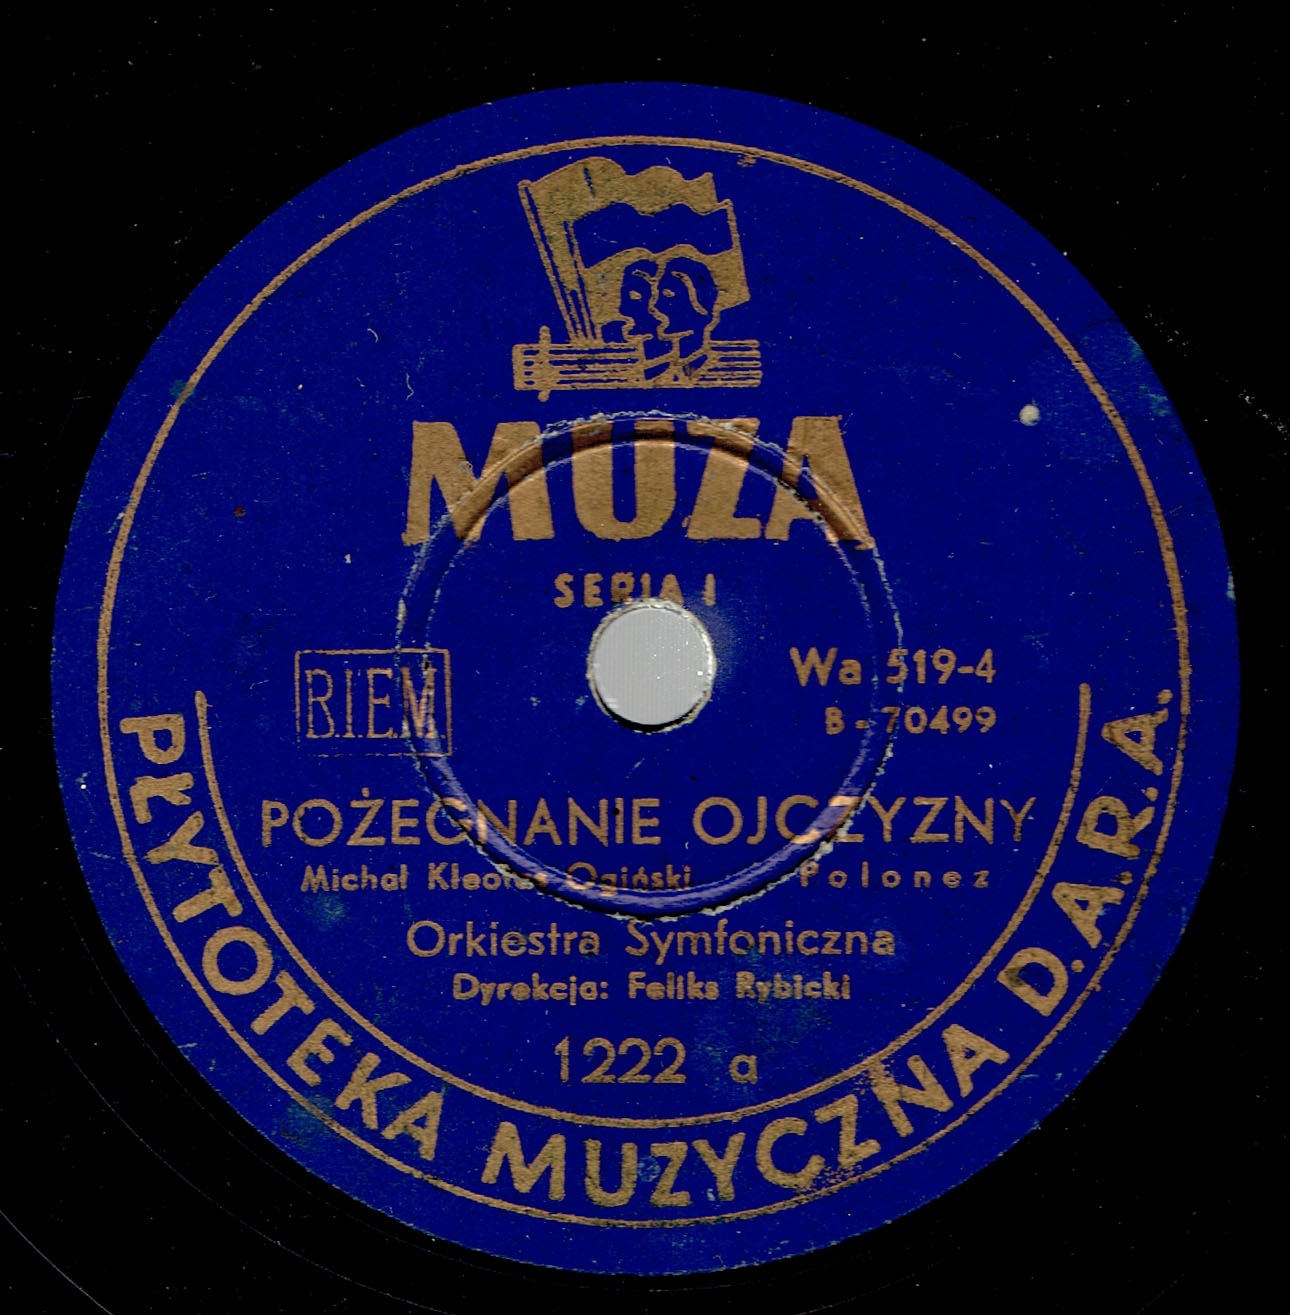 MUZA
SERIA I
B.I.E.M.
Wa 519-4
B-70499
POŻEGNANIE OJCZYZNY
Michał Kleofas Ogiński Polonez
Orkiestra Symfoniczna
Dyrekcja: Feliks Rybicki
1222 a
PŁYTOTEKA MUZYCZNA D.A.R.A.